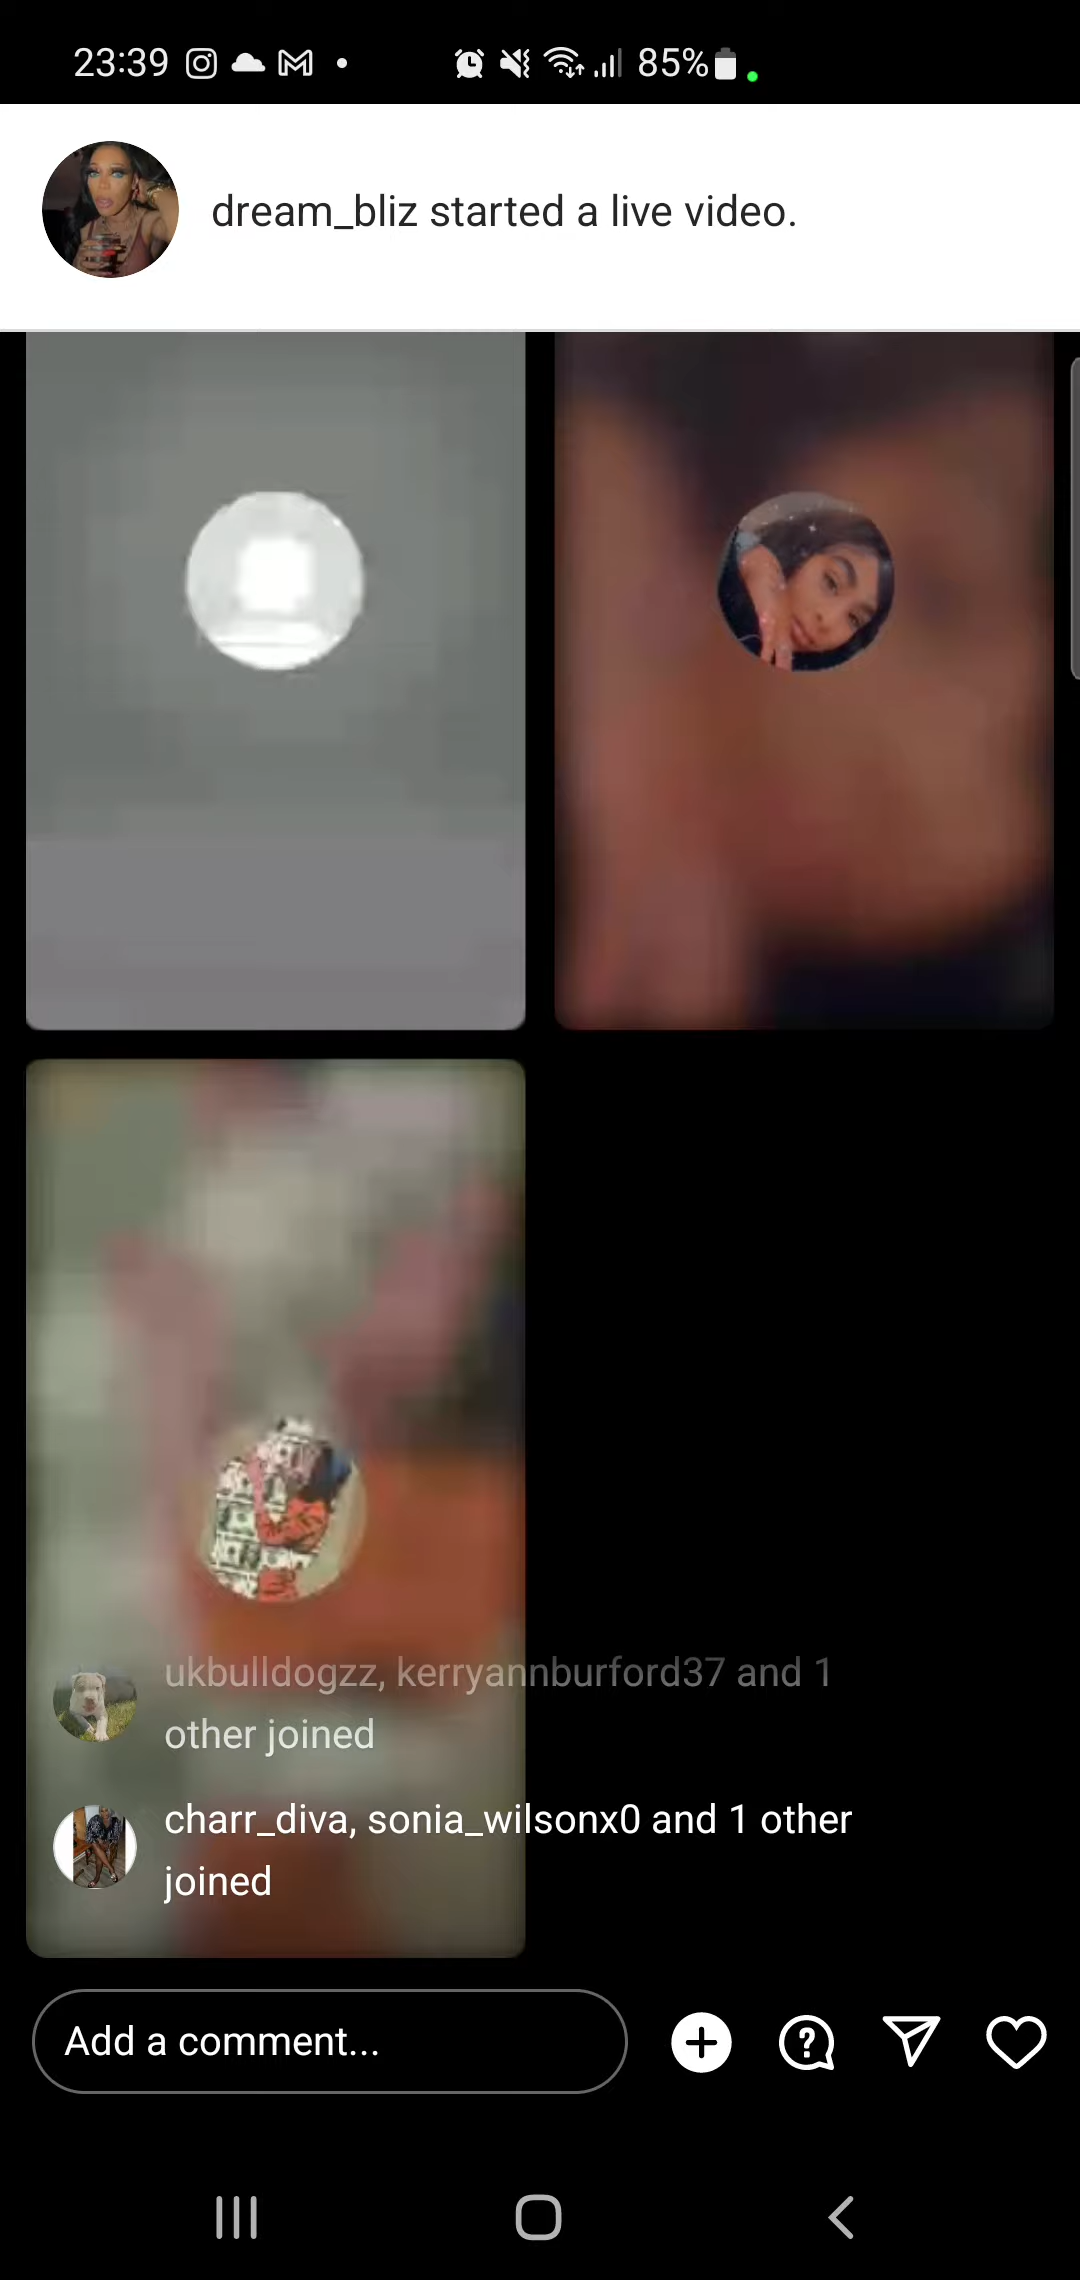 23:39 85%
dream_bliz started a live video.
ukbulldogzz, kerryannburford37 and 1
other joined
charr_diva, sonia_wilsonx0 and 1 other
joined
Add a comment...